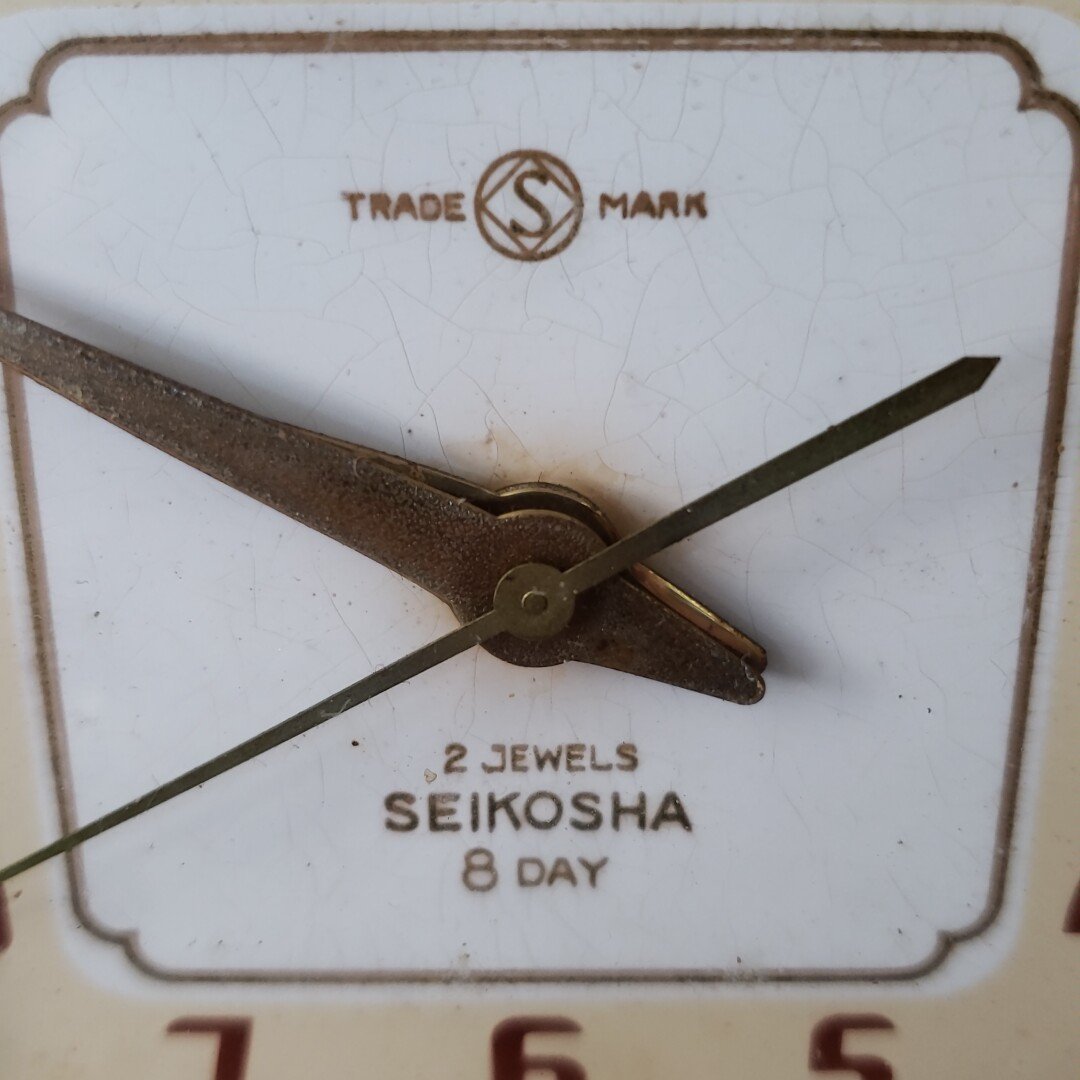 TRADE S MARK
2 JEWELS
SEIKOSHA
8 DAY
7 6 5